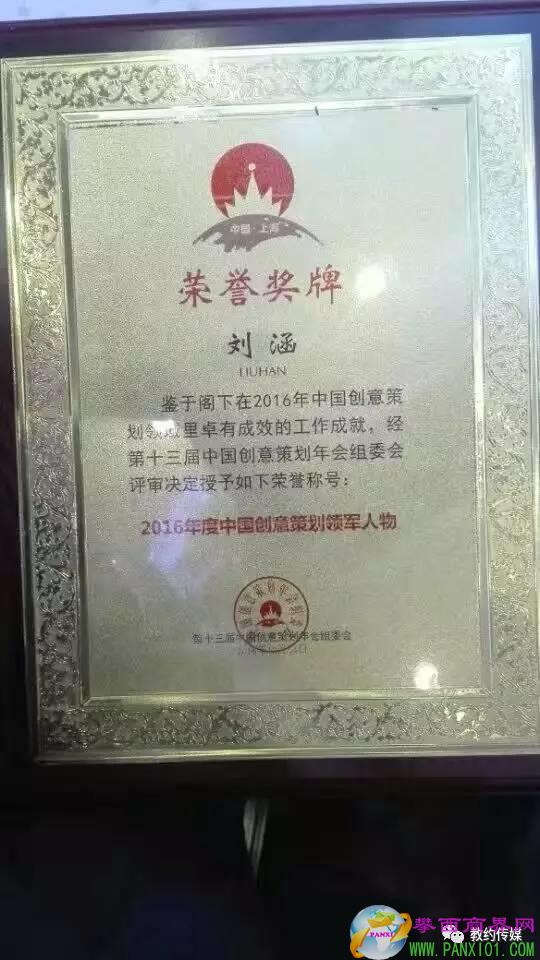 中国·上海
荣誉奖牌
刘涵
LIUHAN
鉴于阁下在2016年中国创意策
划领域里卓有成效的工作成就，经
第十三届中国创意策划年会组委会
评审决定授予如下荣誉称号：
2016年度中国创意策划领军人物
第十三届中国创意策划年会组委会
PANXI
攀西商界网
教约传媒
WWW.PANXI01.COM